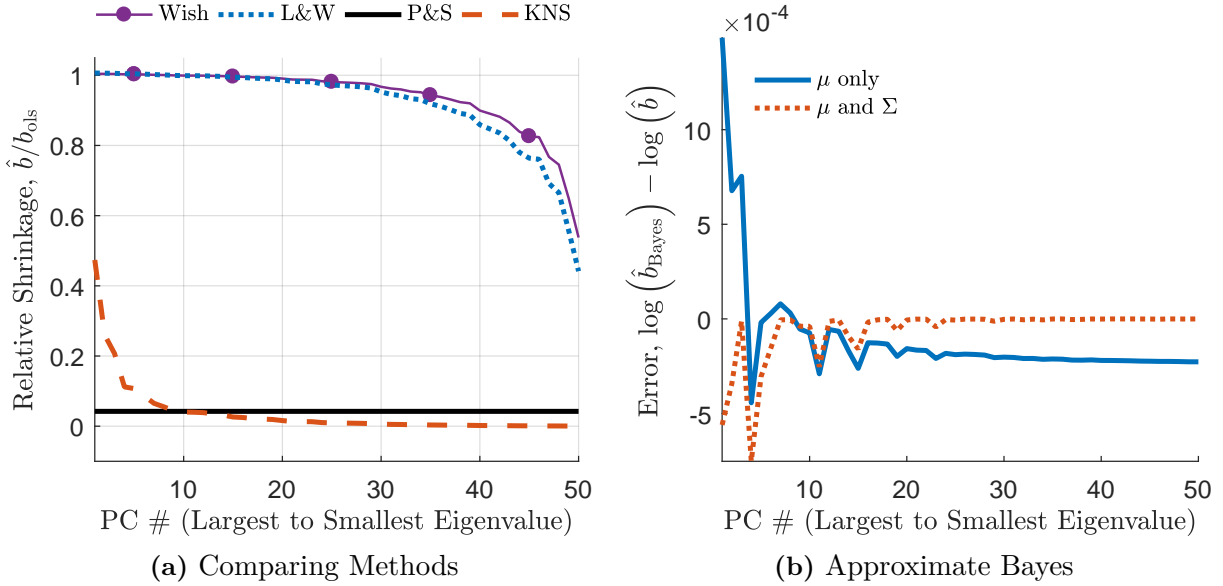 Wish L&W P&S KNS
1
0.8
0.6
0.4
0.2
0
Relative Shrinkage, b̂/b_ols
10 20 30 40 50
PC # (Largest to Smallest Eigenvalue)
(a) Comparing Methods
×10⁻⁴
μ only
μ and Σ
10
5
0
-5
Error, log (b̂_Bayes) − log (b̂)
10 20 30 40 50
PC # (Largest to Smallest Eigenvalue)
(b) Approximate Bayes